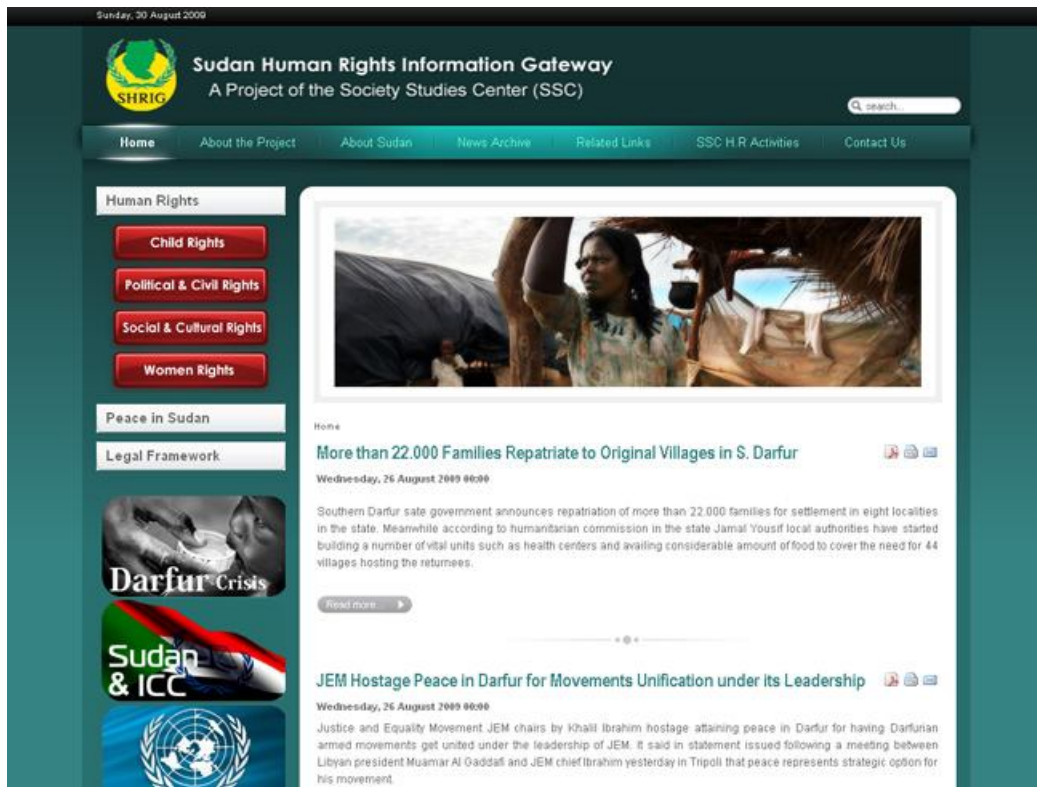 Sunday, 30 August 2009
Sudan Human Rights Information Gateway
A Project of the Society Studies Center (SSC)
SHRIG
search...
Home About the Project About Sudan News Archive Related Links SSC H.R Activities Contact Us
Human Rights
Child Rights
Political & Civil Rights
Social & Cultural Rights
Women Rights
Peace in Sudan
Legal Framework
Darfur Crisis
Sudan
& ICC
Home
More than 22.000 Families Repatriate to Original Villages in S. Darfur
Wednesday, 26 August 2009 00:00
Southern Darfur sate government announces repatriation of more than 22.000 families for settlement in eight localities
in the state. Meanwhile according to humanitarian commission in the state Jamal Yousif local authorities have started
building a number of vital units such as health centers and availing considerable amount of food to cover the need for 44
villages hosting the returnees.
Read more...
JEM Hostage Peace in Darfur for Movements Unification under its Leadership
Wednesday, 26 August 2009 00:00
Justice and Equality Movement JEM chairs by Khalil Ibrahim hostage attaining peace in Darfur for having Darfurian
armed movements get united under the leadership of JEM. It said in statement issued following a meeting between
Libyan president Muamar Al Gaddafi and JEM chief Ibrahim yesterday in Tripoli that peace represents strategic option for
his movement.